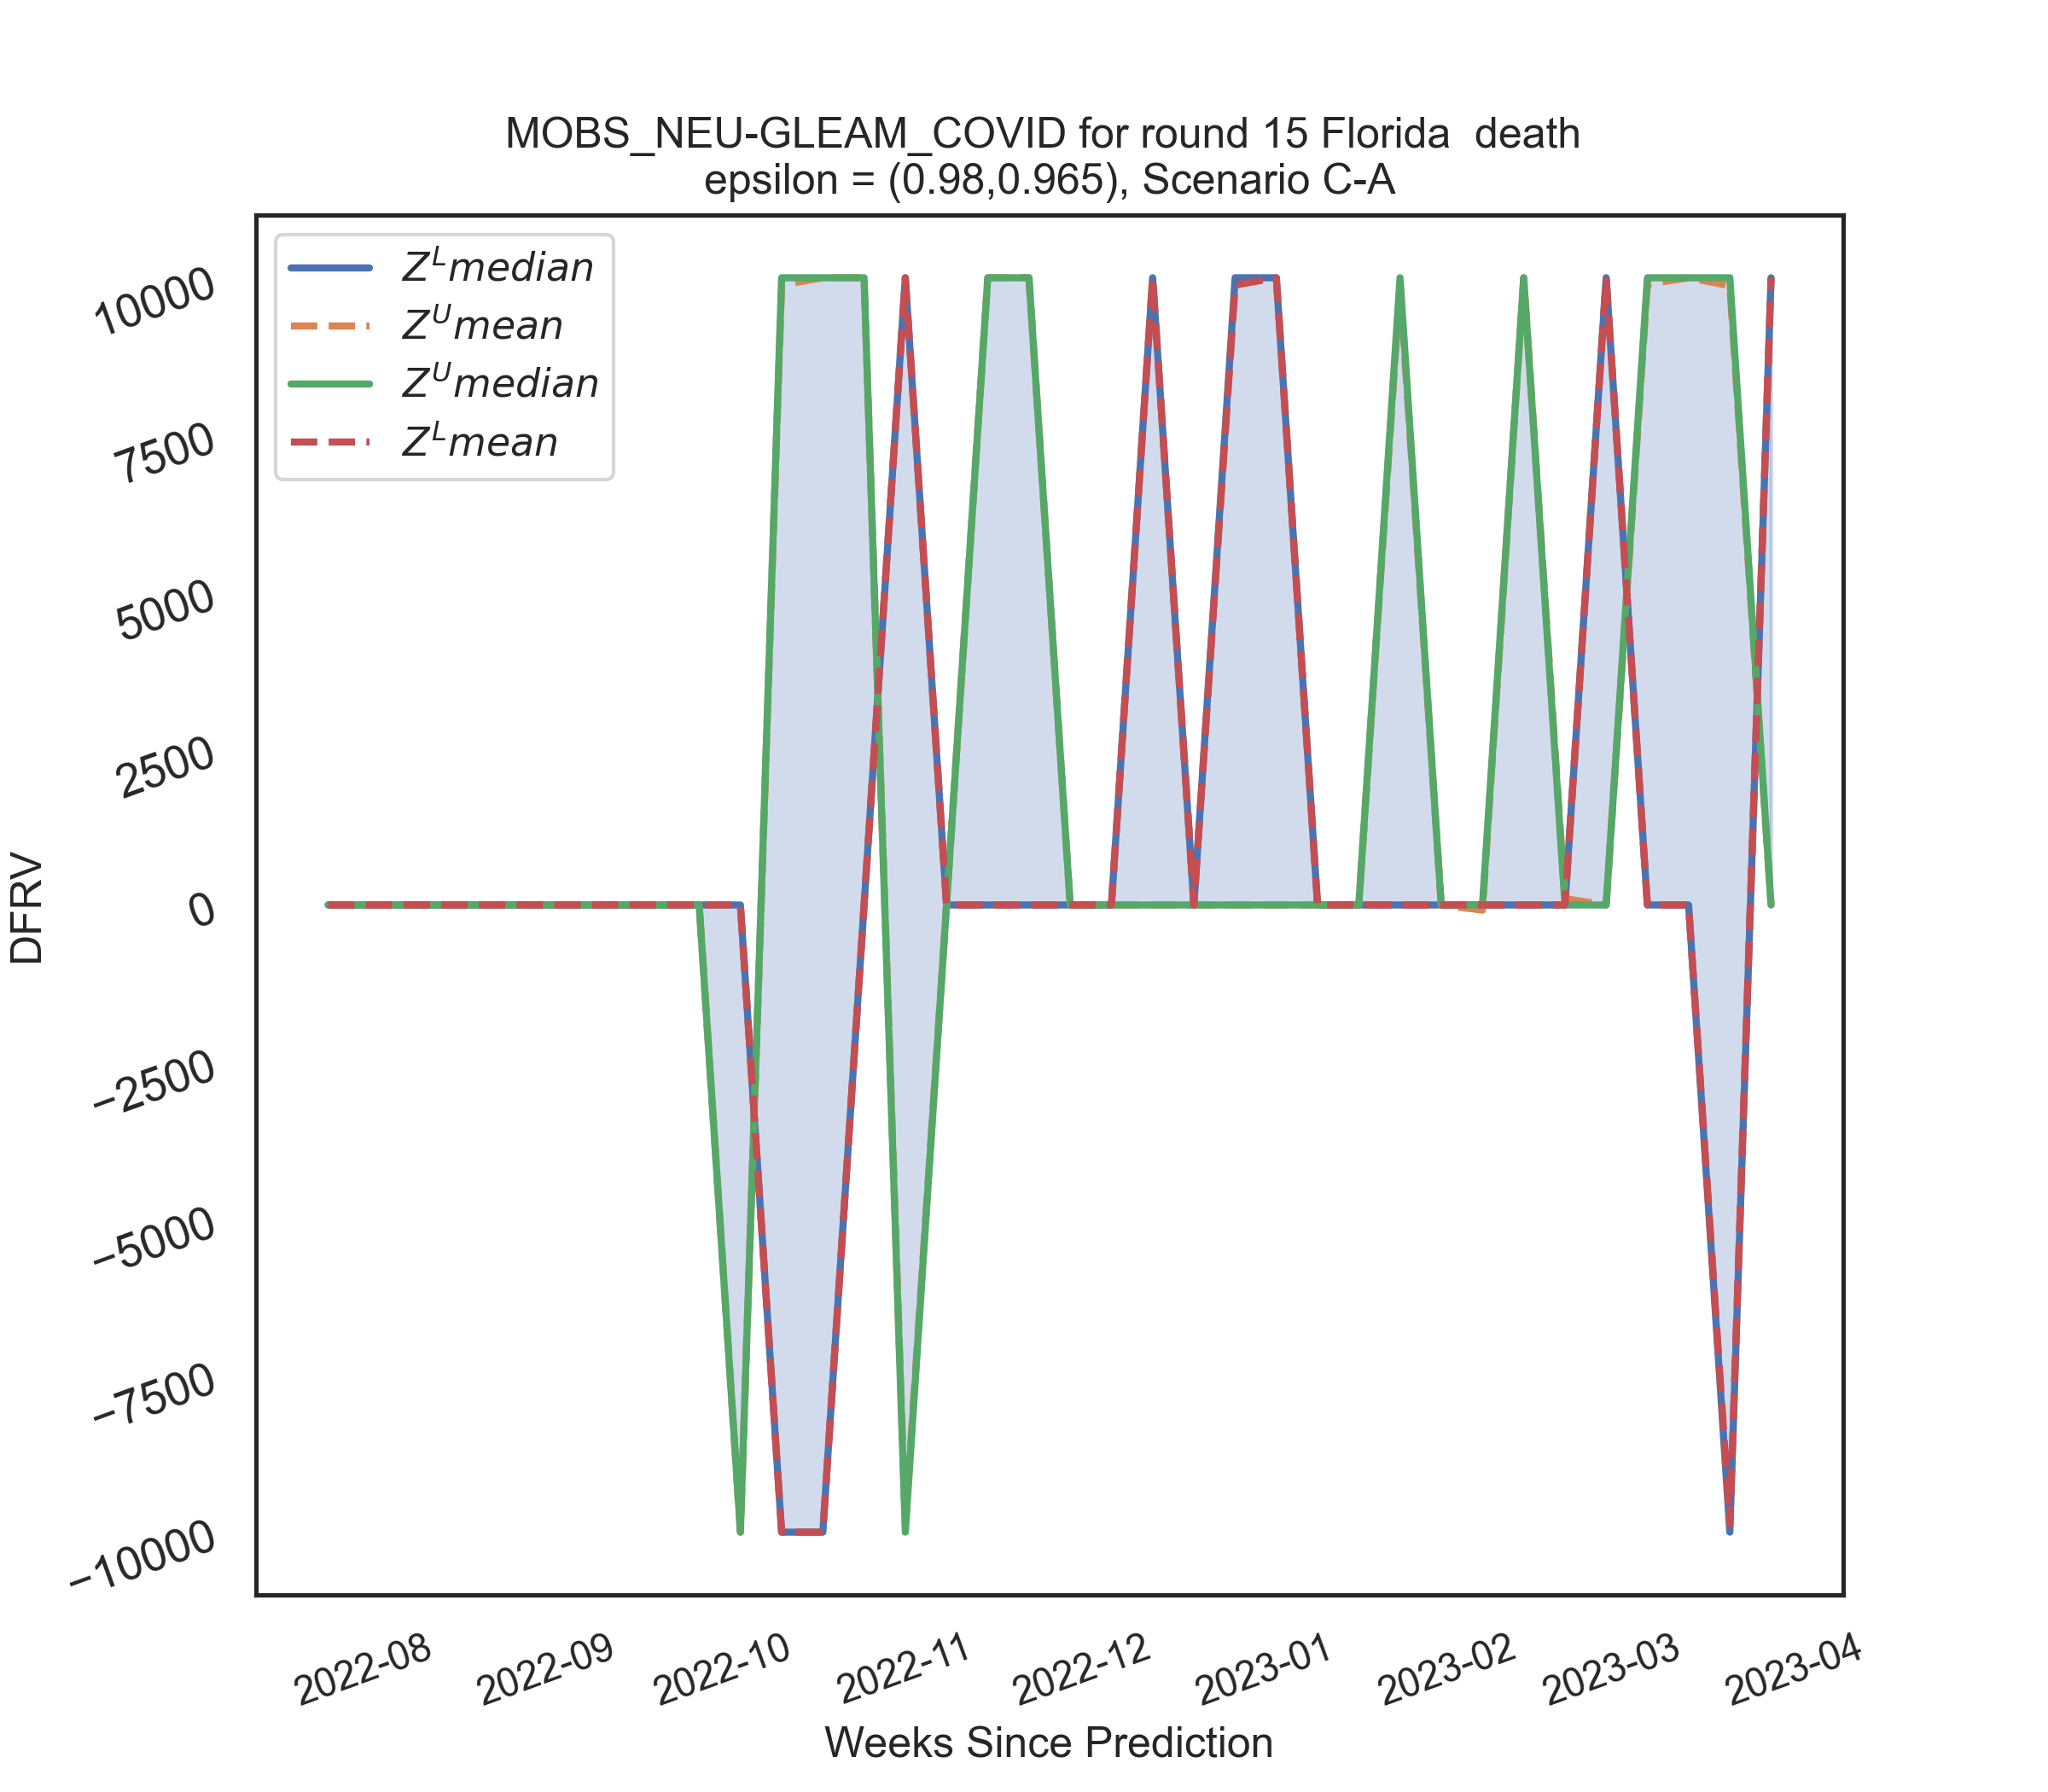 MOBS_NEU-GLEAM_COVID for round 15 Florida  death
epsilon = (0.98,0.965), Scenario C-A
Z^L median
Z^U mean
Z^U median
Z^L mean
10000
7500
5000
2500
0
−2500
−5000
−7500
−10000
DFRV
2022-08
2022-09
2022-10
2022-11
2022-12
2023-01
2023-02
2023-03
2023-04
Weeks Since Prediction